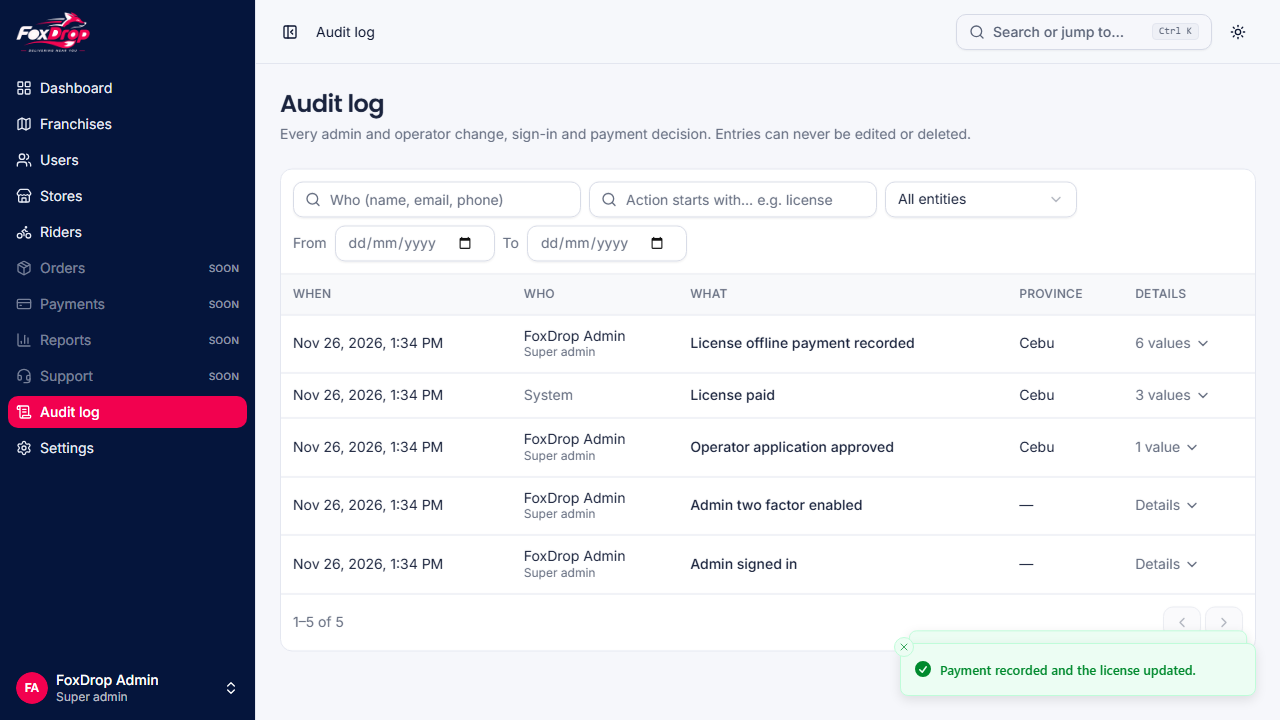 FoxDrop
DELIVERING NEAR YOU
Audit log
Search or jump to...
Ctrl K
Dashboard
Franchises
Users
Stores
Riders
Orders SOON
Payments SOON
Reports SOON
Support SOON
Audit log
Settings
FA
FoxDrop Admin
Super admin
Audit log
Every admin and operator change, sign-in and payment decision. Entries can never be edited or deleted.
Who (name, email, phone)
Action starts with... e.g. license
All entities
From dd/mm/yyyy To dd/mm/yyyy
WHEN WHO WHAT PROVINCE DETAILS
Nov 26, 2026, 1:34 PM FoxDrop Admin License offline payment recorded Cebu 6 values
Super admin
Nov 26, 2026, 1:34 PM System License paid Cebu 3 values
Nov 26, 2026, 1:34 PM FoxDrop Admin Operator application approved Cebu 1 value
Super admin
Nov 26, 2026, 1:34 PM FoxDrop Admin Admin two factor enabled — Details
Super admin
Nov 26, 2026, 1:34 PM FoxDrop Admin Admin signed in — Details
Super admin
1–5 of 5
Payment recorded and the license updated.